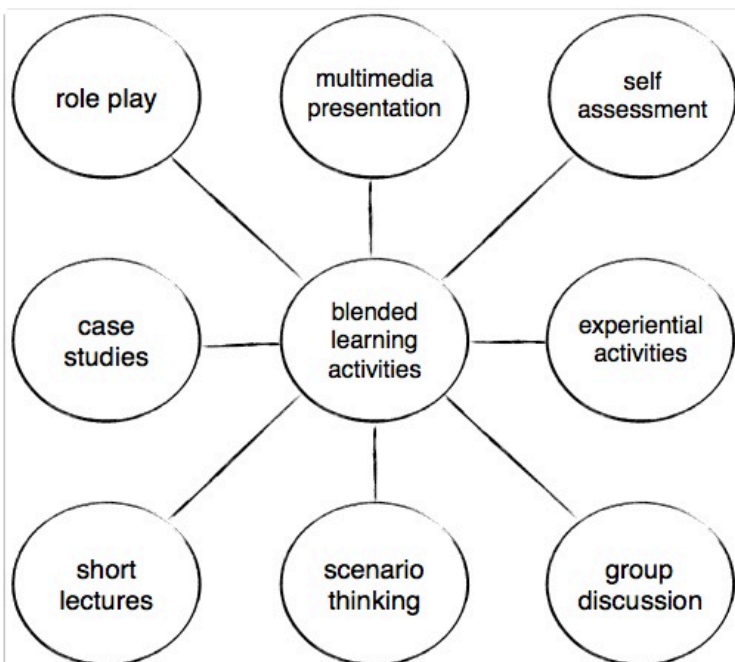 role play
multimedia
presentation
self
assessment
case
studies
blended
learning
activities
experiential
activities
short
lectures
scenario
thinking
group
discussion